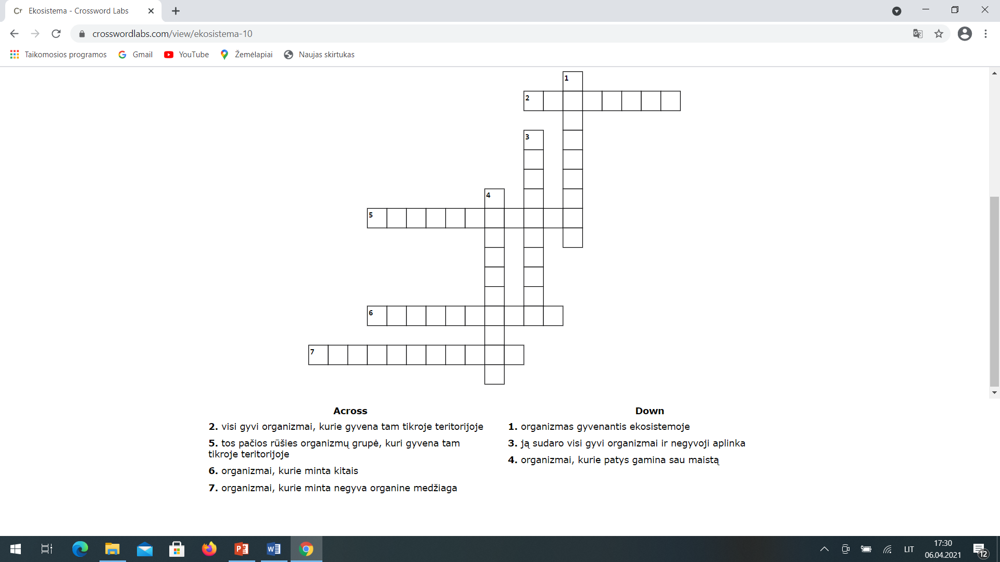 Ekosistema - Crossword Labs
crosswordlabs.com/view/ekosistema-10
Taikomosios programos Gmail YouTube Žemėlapiai Naujas skirtukas
1
2
3
4
5
6
7
Across
2. visi gyvi organizmai, kurie gyvena tam tikroje teritorijoje
5. tos pačios rūšies organizmų grupė, kuri gyvena tam
tikroje teritorijoje
6. organizmai, kurie minta kitais
7. organizmai, kurie minta negyva organine medžiaga
Down
1. organizmas gyvenantis ekosistemoje
3. ją sudaro visi gyvi organizmai ir negyvoji aplinka
4. organizmai, kurie patys gamina sau maistą
LIT
17:30
06.04.2021
12